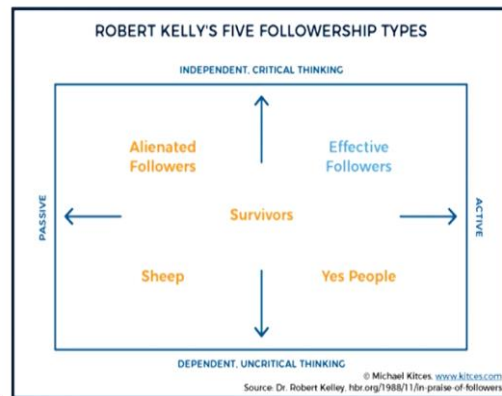 ROBERT KELLY'S FIVE FOLLOWERSHIP TYPES
INDEPENDENT, CRITICAL THINKING
Alienated
Followers
Effective
Followers
PASSIVE
Survivors
ACTIVE
Sheep
Yes People
DEPENDENT, UNCRITICAL THINKING
© Michael Kitces, www.kitces.com
Source: Dr. Robert Kelley, hbr.org/1988/11/in-praise-of-followers